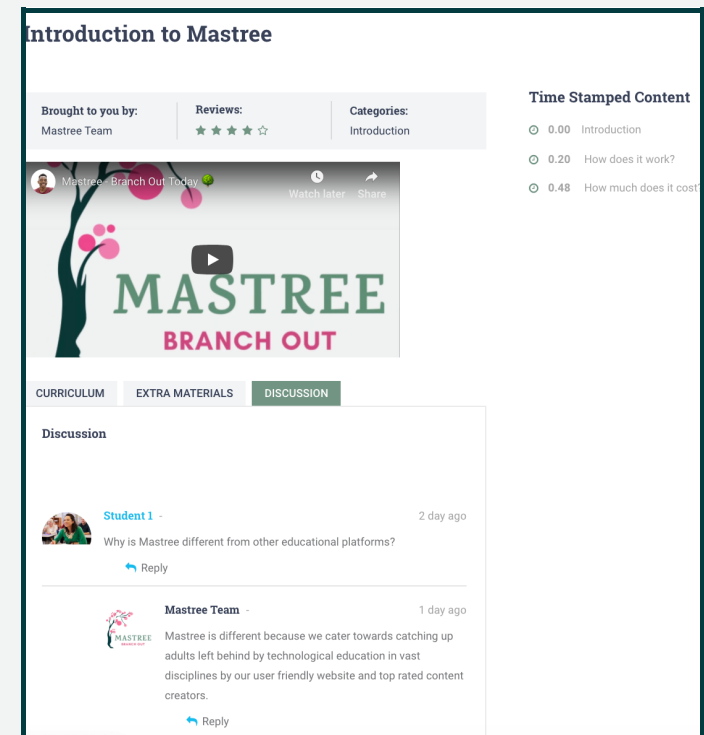 Introduction to Mastree
Brought to you by:
Mastree Team
Reviews:
Categories:
Introduction
Time Stamped Content
0.00 Introduction
0.20 How does it work?
0.48 How much does it cost?
Mastree - Branch Out Today
Watch later
Share
MASTREE
BRANCH OUT
CURRICULUM
EXTRA MATERIALS
DISCUSSION
Discussion
Student 1 -
2 day ago
Why is Mastree different from other educational platforms?
Reply
Mastree Team -
1 day ago
MASTREE
BRANCH OUT
Mastree is different because we cater towards catching up
adults left behind by technological education in vast
disciplines by our user friendly website and top rated content
creators.
Reply